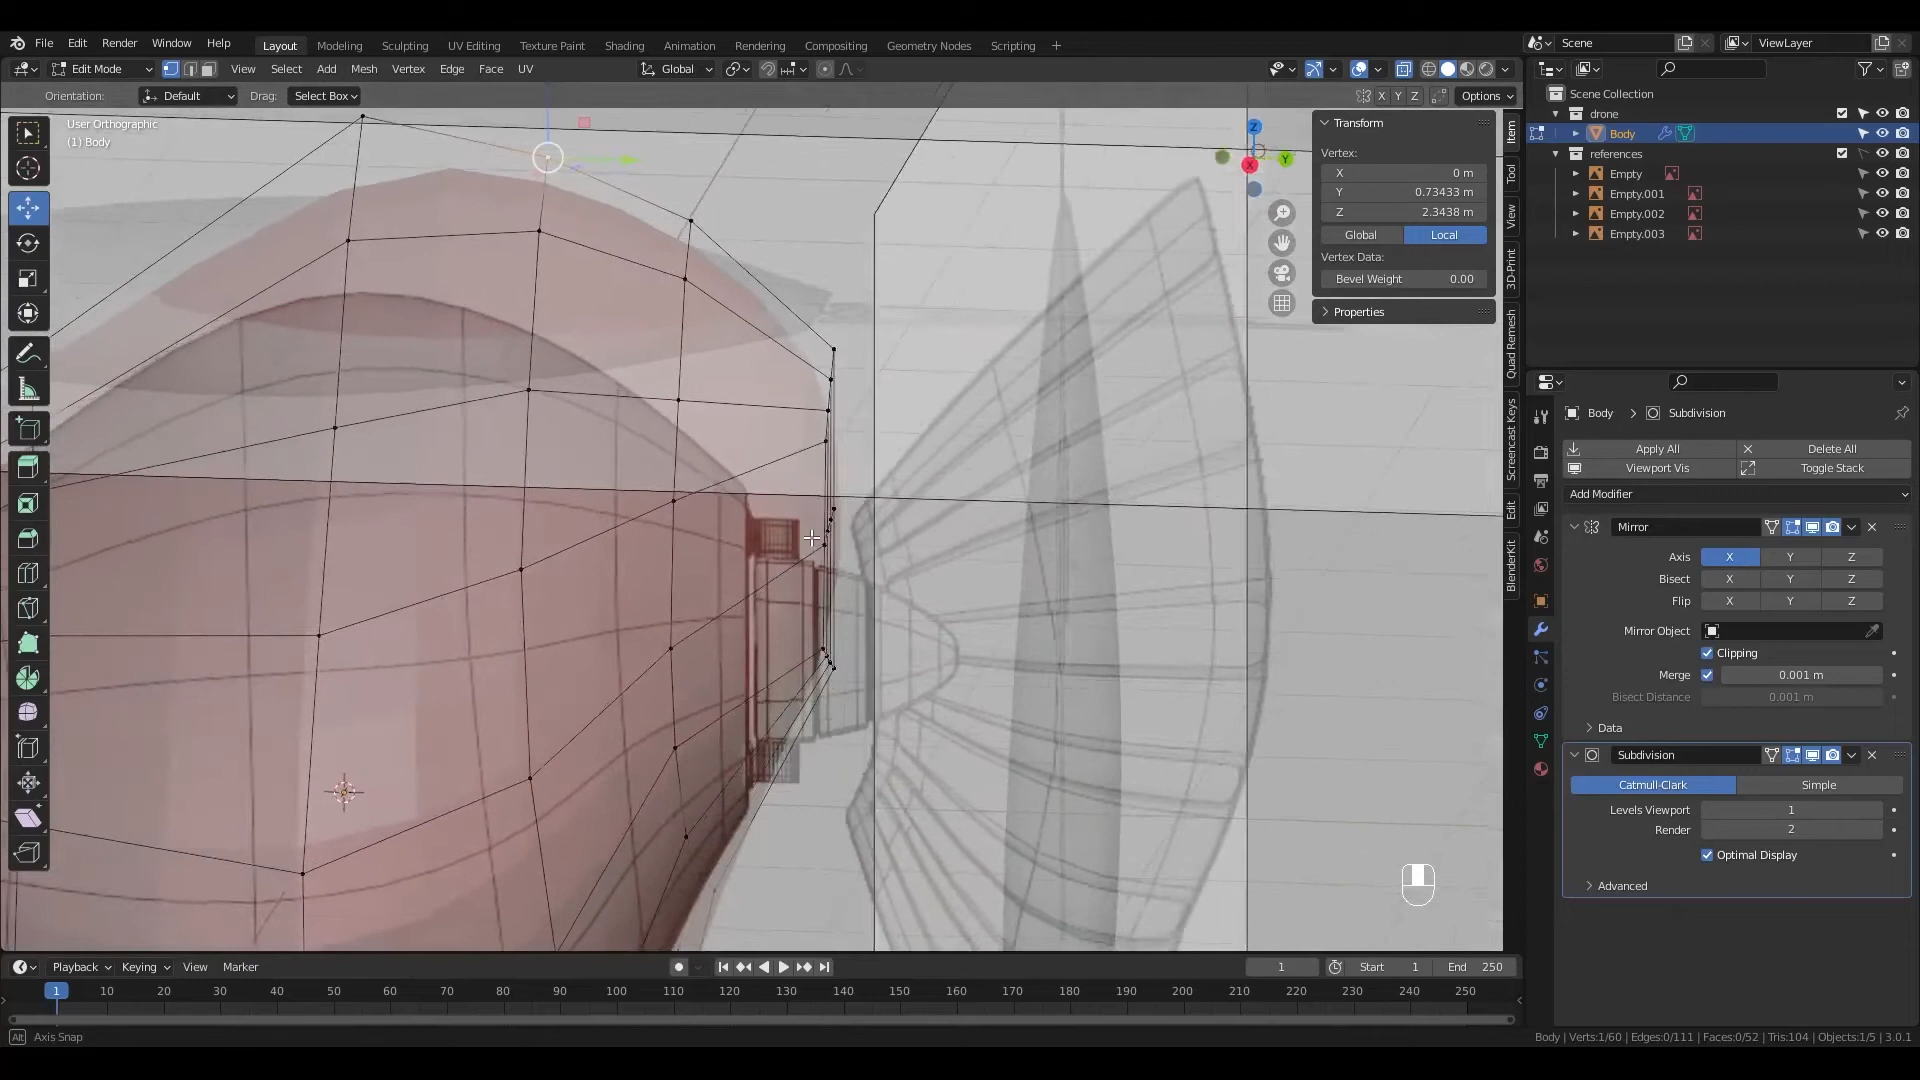 File Edit Render Window Help Layout Modeling Sculpting UV Editing Texture Paint Shading Animation Rendering Compositing Geometry Nodes Scripting + Scene ViewLayer
Edit Mode View Select Add Mesh Vertex Edge Face UV Global
Orientation: Default Drag: Select Box X Y Z Options
Scene Collection
drone
Body
references
Empty
Empty.001
Empty.002
Empty.003
User Orthographic
(1) Body
Z
Y
X
Transform
Vertex:
X 0 m
Y 0.73433 m
Z 2.3438 m
Global Local
Vertex Data:
Bevel Weight 0.00
Properties
Item
Tool
View
3D-Print
Quad Remesh
Screencast Keys
Edit
BlenderKit
Body > Subdivision
Apply All Delete All
Viewport Vis Toggle Stack
Add Modifier
Mirror
Axis X Y Z
Bisect X Y Z
Flip X Y Z
Mirror Object
Clipping
Merge 0.001 m
Bisect Distance 0.001 m
Data
Subdivision
Catmull-Clark Simple
Levels Viewport 1
Render 2
Optimal Display
Advanced
Playback Keying View Marker 1 Start 1 End 250
1 10 20 30 40 50 60 70 80 90 100 110 120 130 140 150 160 170 180 190 200 210 220 230 240 250
Alt Axis Snap
Body | Verts:1/60 | Edges:0/111 | Faces:0/52 | Tris:104 | Objects:1/5 | 3.0.1